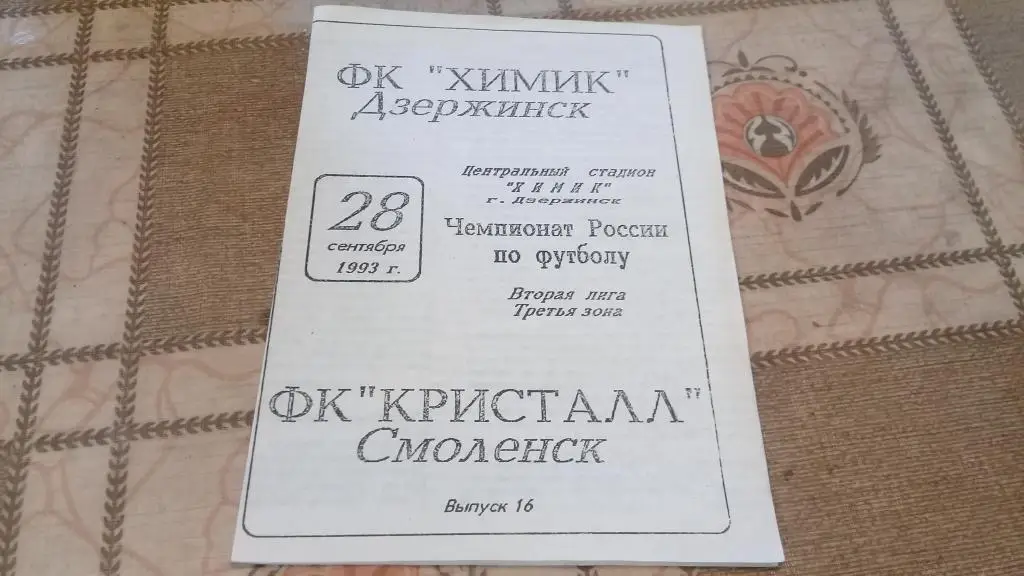 ФК "ХИМИК"
Дзержинск
Центральный стадион
"ХИМИК"
г. Дзержинск
28
сентября
1993 г.
Чемпионат России
по футболу
Вторая лига
Третья зона
ФК "КРИСТАЛЛ"
Смоленск
Выпуск 16